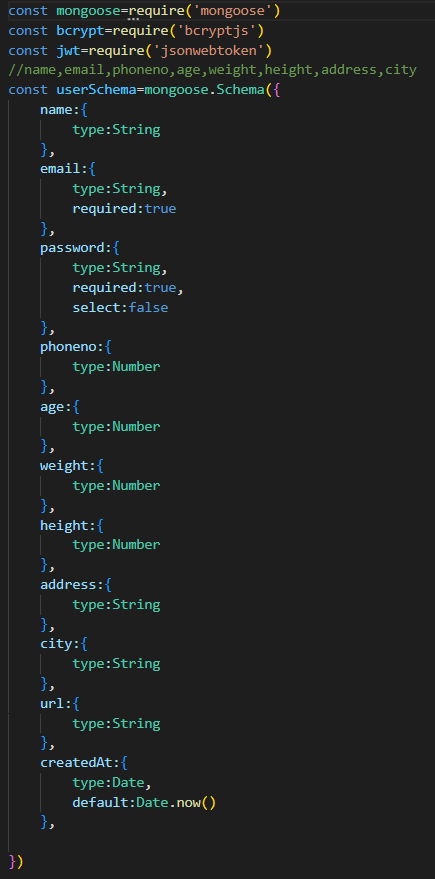 const mongoose=require('mongoose')
const bcrypt=require('bcryptjs')
const jwt=require('jsonwebtoken')
//name,email,phoneno,age,weight,height,address,city
const userSchema=mongoose.Schema({
    name:{
        type:String
    },
    email:{
        type:String,
        required:true
    },
    password:{
        type:String,
        required:true,
        select:false
    },
    phoneno:{
        type:Number
    },
    age:{
        type:Number
    },
    weight:{
        type:Number
    },
    height:{
        type:Number
    },
    address:{
        type:String
    },
    city:{
        type:String
    },
    url:{
        type:String
    },
    createdAt:{
        type:Date,
        default:Date.now()
    },
})